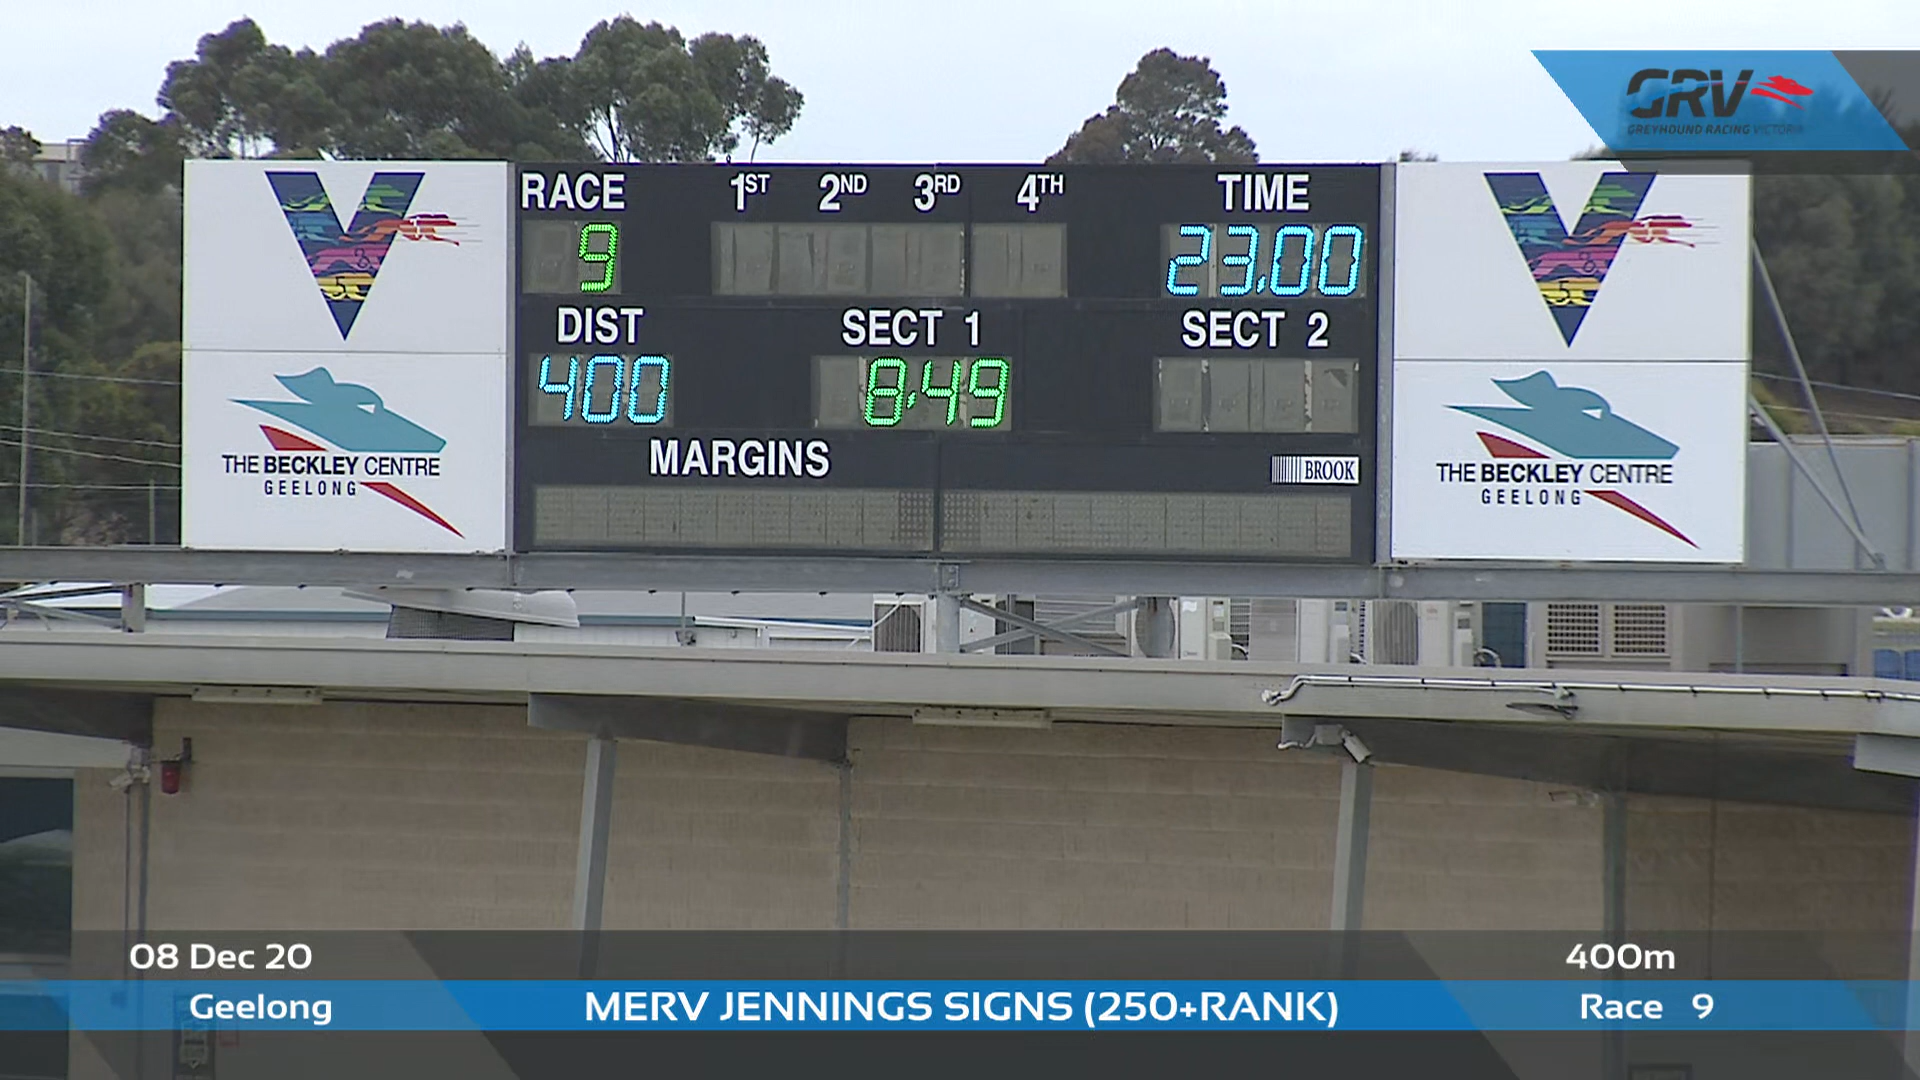 GRV
GREYHOUND RACING VICTORIA
RACE 1ST 2ND 3RD 4TH TIME
9 23.00
DIST SECT 1 SECT 2
400 8.49
MARGINS
BROOK
THE BECKLEY CENTRE
GEELONG
THE BECKLEY CENTRE
GEELONG
08 Dec 20
400m
Geelong
MERV JENNINGS SIGNS (250+RANK)
Race 9